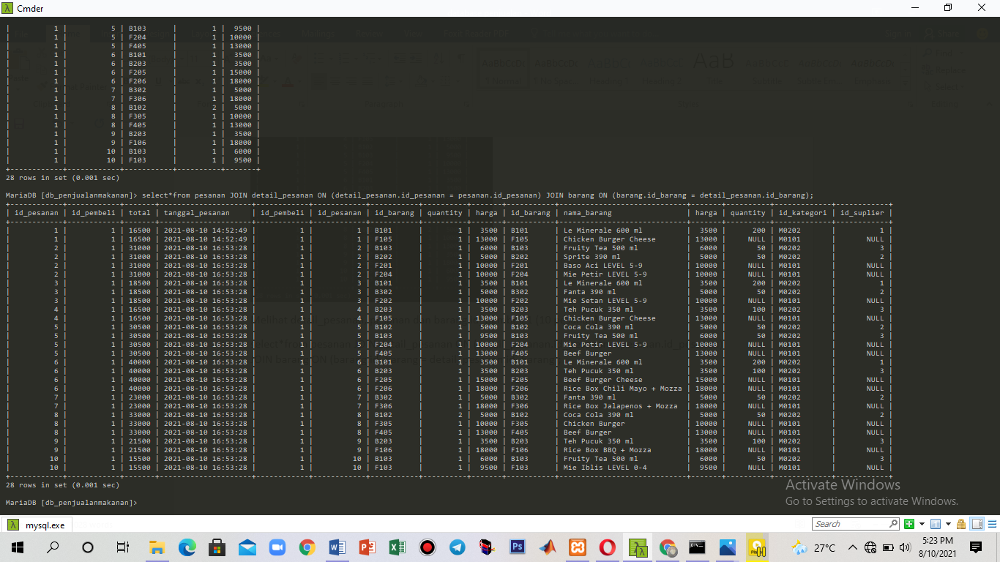 Cmder
| 1 | 5 | B103 | 1 | 9500 |
| 1 | 5 | F204 | 1 | 10000 |
| 1 | 5 | F405 | 1 | 13000 |
| 1 | 6 | B101 | 1 | 3500 |
| 1 | 6 | B203 | 1 | 3500 |
| 1 | 6 | F205 | 1 | 15000 |
| 1 | 6 | F206 | 1 | 18000 |
| 1 | 7 | B302 | 1 | 5000 |
| 1 | 7 | F306 | 1 | 18000 |
| 1 | 8 | B102 | 2 | 5000 |
| 1 | 8 | F305 | 1 | 10000 |
| 1 | 8 | F405 | 1 | 13000 |
| 1 | 9 | B203 | 1 | 3500 |
| 1 | 9 | F106 | 1 | 18000 |
| 1 | 10 | B103 | 1 | 6000 |
| 1 | 10 | F103 | 1 | 9500 |
28 rows in set (0.001 sec)
MariaDB [db_penjualanmakanan]> select*from pesanan JOIN detail_pesanan ON (detail_pesanan.id_pesanan = pesanan.id_pesanan) JOIN barang ON (barang.id_barang = detail_pesanan.id_barang);
| id_pesanan | id_pembeli | total | tanggal_pesanan | id_pembeli | id_pesanan | id_barang | quantity | harga | id_barang | nama_barang | harga | quantity | id_kategori | id_suplier |
| 1 | 1 | 16500 | 2021-08-10 14:52:49 | 1 | 1 | B101 | 1 | 3500 | B101 | Le Minerale 600 ml | 3500 | 200 | M0202 | 1 |
| 1 | 1 | 16500 | 2021-08-10 14:52:49 | 1 | 1 | F105 | 1 | 13000 | F105 | Chicken Burger Cheese | 13000 | NULL | M0101 | NULL |
| 2 | 1 | 31000 | 2021-08-10 16:53:28 | 1 | 2 | B103 | 1 | 6000 | B103 | Fruity Tea 500 ml | 6000 | 50 | M0202 | 3 |
| 2 | 1 | 31000 | 2021-08-10 16:53:28 | 1 | 2 | B202 | 1 | 5000 | B202 | Sprite 390 ml | 5000 | 50 | M0202 | 2 |
| 2 | 1 | 31000 | 2021-08-10 16:53:28 | 1 | 2 | F201 | 1 | 10000 | F201 | Baso Aci LEVEL 5-9 | 10000 | NULL | M0101 | NULL |
| 2 | 1 | 31000 | 2021-08-10 16:53:28 | 1 | 2 | F204 | 1 | 10000 | F204 | Mie Petir LEVEL 5-9 | 10000 | NULL | M0101 | NULL |
| 3 | 1 | 18500 | 2021-08-10 16:53:28 | 1 | 3 | B101 | 1 | 3500 | B101 | Le Minerale 600 ml | 3500 | 200 | M0202 | 1 |
| 3 | 1 | 18500 | 2021-08-10 16:53:28 | 1 | 3 | B302 | 1 | 5000 | B302 | Fanta 390 ml | 5000 | 50 | M0202 | 2 |
| 3 | 1 | 18500 | 2021-08-10 16:53:28 | 1 | 3 | F202 | 1 | 10000 | F202 | Mie Setan LEVEL 5-9 | 10000 | NULL | M0101 | NULL |
| 4 | 1 | 16500 | 2021-08-10 16:53:28 | 1 | 4 | B203 | 1 | 3500 | B203 | Teh Pucuk 350 ml | 3500 | 100 | M0202 | 3 |
| 4 | 1 | 16500 | 2021-08-10 16:53:28 | 1 | 4 | F105 | 1 | 13000 | F105 | Chicken Burger Cheese | 13000 | NULL | M0101 | NULL |
| 5 | 1 | 30500 | 2021-08-10 16:53:28 | 1 | 5 | B102 | 1 | 5000 | B102 | Coca Cola 390 ml | 5000 | 50 | M0202 | 2 |
| 5 | 1 | 30500 | 2021-08-10 16:53:28 | 1 | 5 | B103 | 1 | 9500 | B103 | Fruity Tea 500 ml | 6000 | 50 | M0202 | 3 |
| 5 | 1 | 30500 | 2021-08-10 16:53:28 | 1 | 5 | F204 | 1 | 10000 | F204 | Mie Petir LEVEL 5-9 | 10000 | NULL | M0101 | NULL |
| 5 | 1 | 30500 | 2021-08-10 16:53:28 | 1 | 5 | F405 | 1 | 13000 | F405 | Beef Burger | 13000 | NULL | M0101 | NULL |
| 6 | 1 | 40000 | 2021-08-10 16:53:28 | 1 | 6 | B101 | 1 | 3500 | B101 | Le Minerale 600 ml | 3500 | 200 | M0202 | 1 |
| 6 | 1 | 40000 | 2021-08-10 16:53:28 | 1 | 6 | B203 | 1 | 3500 | B203 | Teh Pucuk 350 ml | 3500 | 100 | M0202 | 3 |
| 6 | 1 | 40000 | 2021-08-10 16:53:28 | 1 | 6 | F205 | 1 | 15000 | F205 | Beef Burger Cheese | 15000 | NULL | M0101 | NULL |
| 6 | 1 | 40000 | 2021-08-10 16:53:28 | 1 | 6 | F206 | 1 | 18000 | F206 | Rice Box Chili Mayo + Mozza | 18000 | NULL | M0101 | NULL |
| 7 | 1 | 23000 | 2021-08-10 16:53:28 | 1 | 7 | B302 | 1 | 5000 | B302 | Fanta 390 ml | 5000 | 50 | M0202 | 2 |
| 7 | 1 | 23000 | 2021-08-10 16:53:28 | 1 | 7 | F306 | 1 | 18000 | F306 | Rice Box Jalapenos + Mozza | 18000 | NULL | M0101 | NULL |
| 8 | 1 | 33000 | 2021-08-10 16:53:28 | 1 | 8 | B102 | 2 | 5000 | B102 | Coca Cola 390 ml | 5000 | 50 | M0202 | 2 |
| 8 | 1 | 33000 | 2021-08-10 16:53:28 | 1 | 8 | F305 | 1 | 10000 | F305 | Chicken Burger | 10000 | NULL | M0101 | NULL |
| 8 | 1 | 33000 | 2021-08-10 16:53:28 | 1 | 8 | F405 | 1 | 13000 | F405 | Beef Burger | 13000 | NULL | M0101 | NULL |
| 9 | 1 | 21500 | 2021-08-10 16:53:28 | 1 | 9 | B203 | 1 | 3500 | B203 | Teh Pucuk 350 ml | 3500 | 100 | M0202 | 3 |
| 9 | 1 | 21500 | 2021-08-10 16:53:28 | 1 | 9 | F106 | 1 | 18000 | F106 | Rice Box BBQ + Mozza | 18000 | NULL | M0101 | NULL |
| 10 | 1 | 15500 | 2021-08-10 16:53:28 | 1 | 10 | B103 | 1 | 6000 | B103 | Fruity Tea 500 ml | 6000 | 50 | M0202 | 3 |
| 10 | 1 | 15500 | 2021-08-10 16:53:28 | 1 | 10 | F103 | 1 | 9500 | F103 | Mie Iblis LEVEL 0-4 | 9500 | NULL | M0101 | NULL |
28 rows in set (0.001 sec)
MariaDB [db_penjualanmakanan]>
Activate Windows
Go to Settings to activate Windows.
mysql.exe
Search
27°C
5:23 PM
8/10/2021